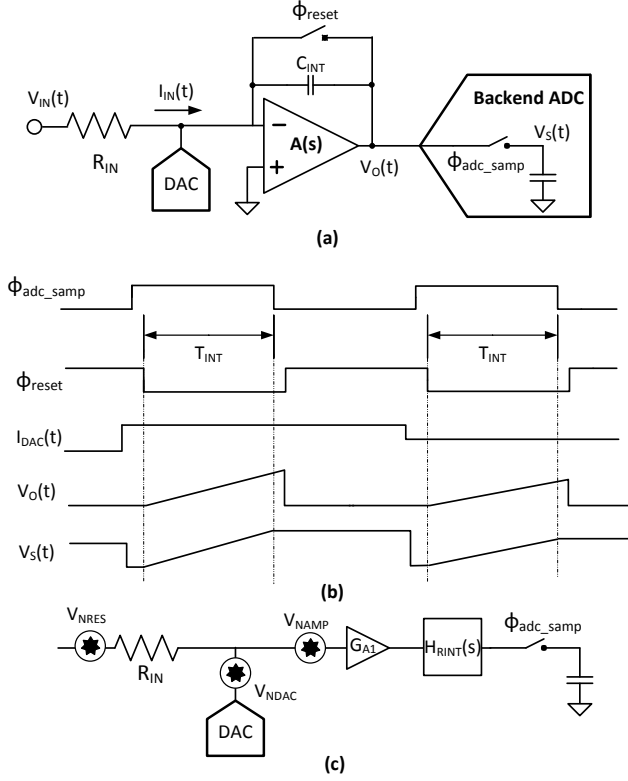 ϕreset
CINT
VIN(t)
IIN(t)
Backend ADC
RIN
DAC
A(s)
VO(t)
VS(t)
ϕadc_samp
(a)
ϕadc_samp
TINT
TINT
ϕreset
IDAC(t)
VO(t)
VS(t)
(b)
VNRES
VNAMP
ϕadc_samp
GA1
HRINT(s)
RIN
VNDAC
DAC
(c)